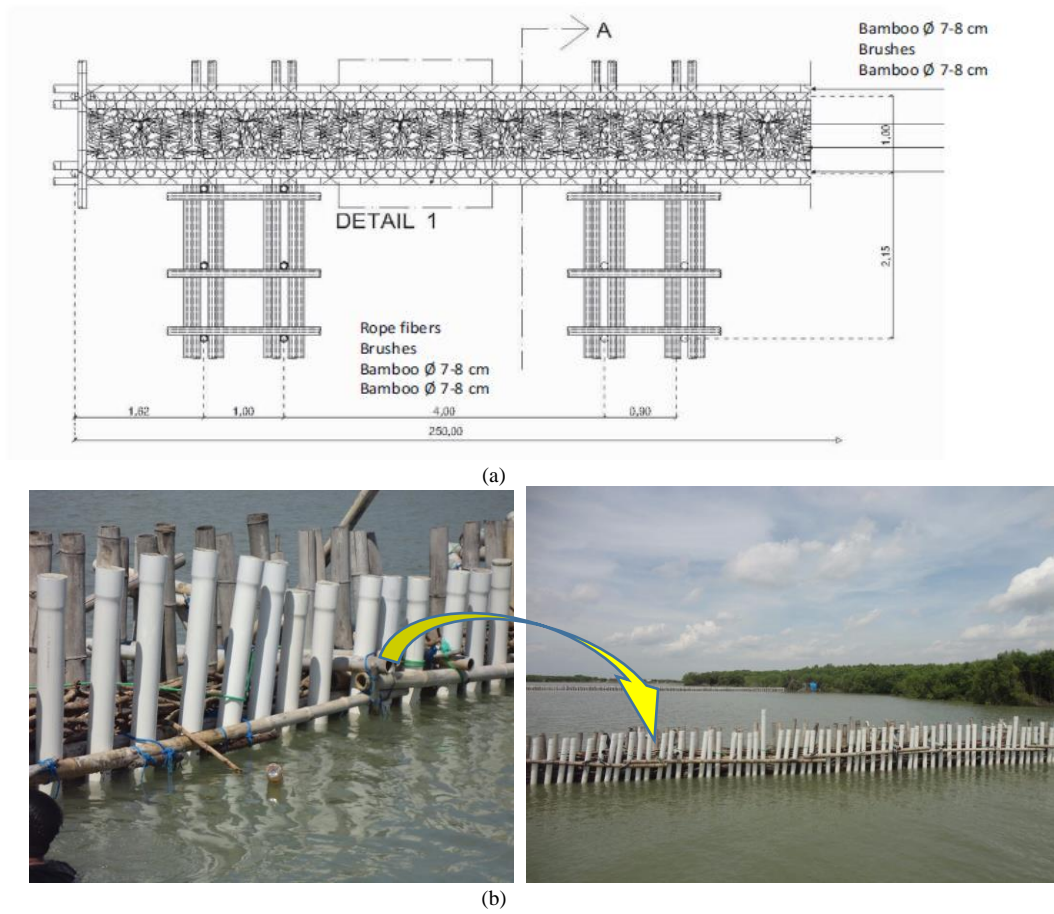 A
Bamboo Ø 7-8 cm
Brushes
Bamboo Ø 7-8 cm
1,00
DETAIL 1
2,15
Rope fibers
Brushes
Bamboo Ø 7-8 cm
Bamboo Ø 7-8 cm
1,62
1,00
4,00
0,90
250,00
(a)
(b)